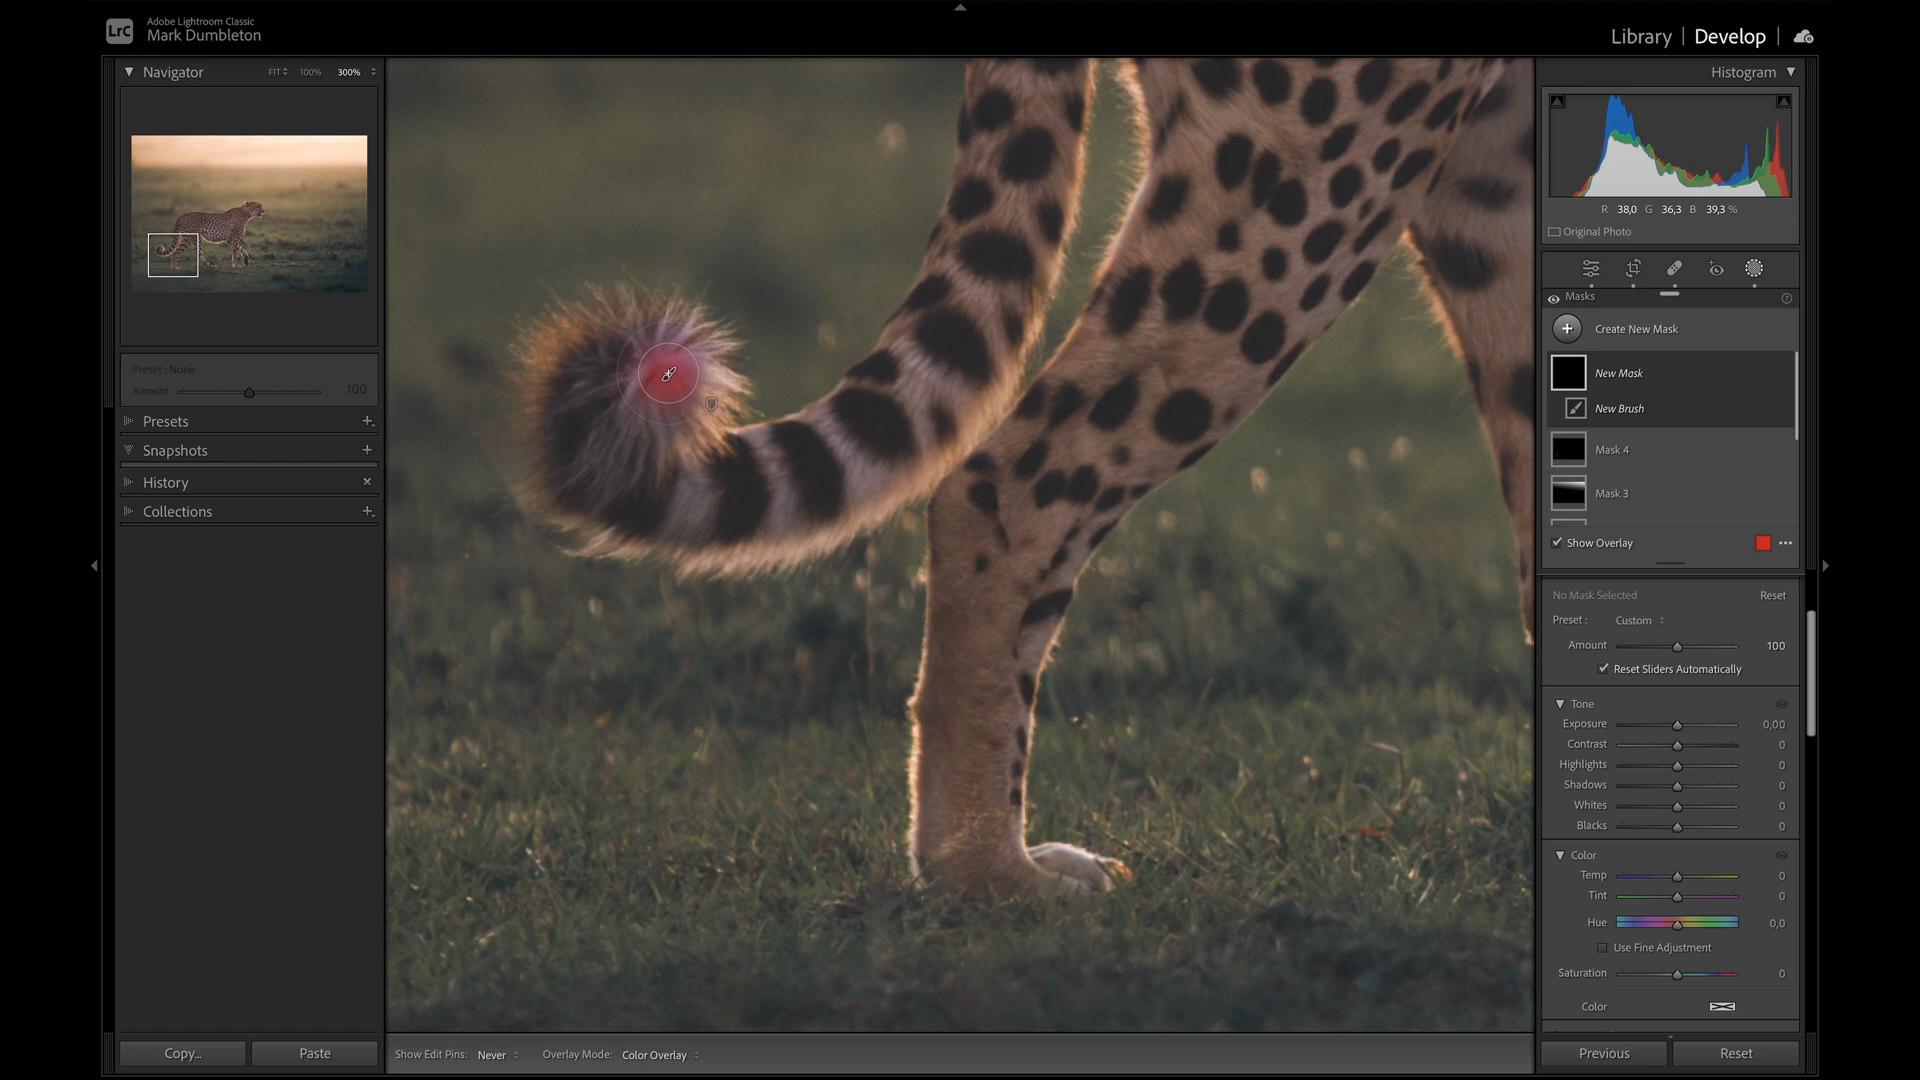 LrC
Adobe Lightroom Classic
Mark Dumbleton
Library | Develop
Navigator
FIT 100% 300%
Preset : None
Amount 100
Presets
Snapshots
History
Collections
Copy... Paste
Show Edit Pins: Never Overlay Mode: Color Overlay
Histogram
R 38,0 G 36,3 B 39,3 %
Original Photo
Masks
Create New Mask
New Mask
New Brush
Mask 4
Mask 3
Show Overlay
No Mask Selected Reset
Preset : Custom
Amount 100
Reset Sliders Automatically
Tone
Exposure 0,00
Contrast 0
Highlights 0
Shadows 0
Whites 0
Blacks 0
Color
Temp 0
Tint 0
Hue 0,0
Use Fine Adjustment
Saturation 0
Color
Previous Reset